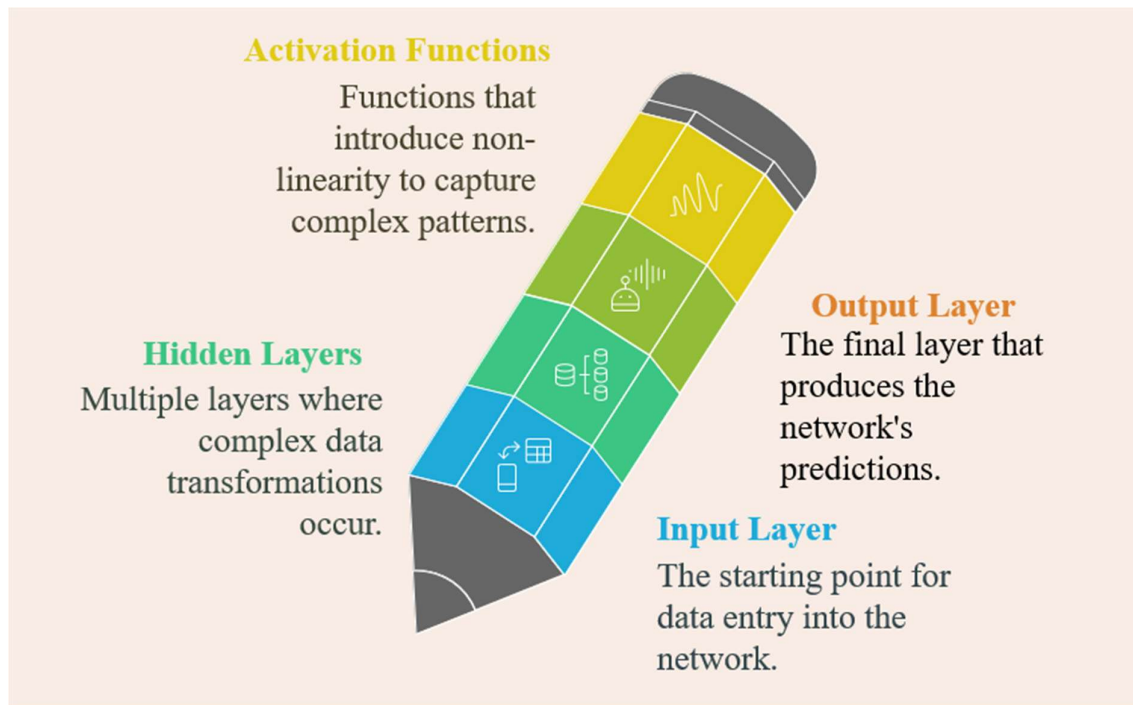 Activation Functions
Functions that
introduce non-
linearity to capture
complex patterns.
Output Layer
The final layer that
produces the
network's
predictions.
Hidden Layers
Multiple layers where
complex data
transformations
occur.
Input Layer
The starting point for
data entry into the
network.